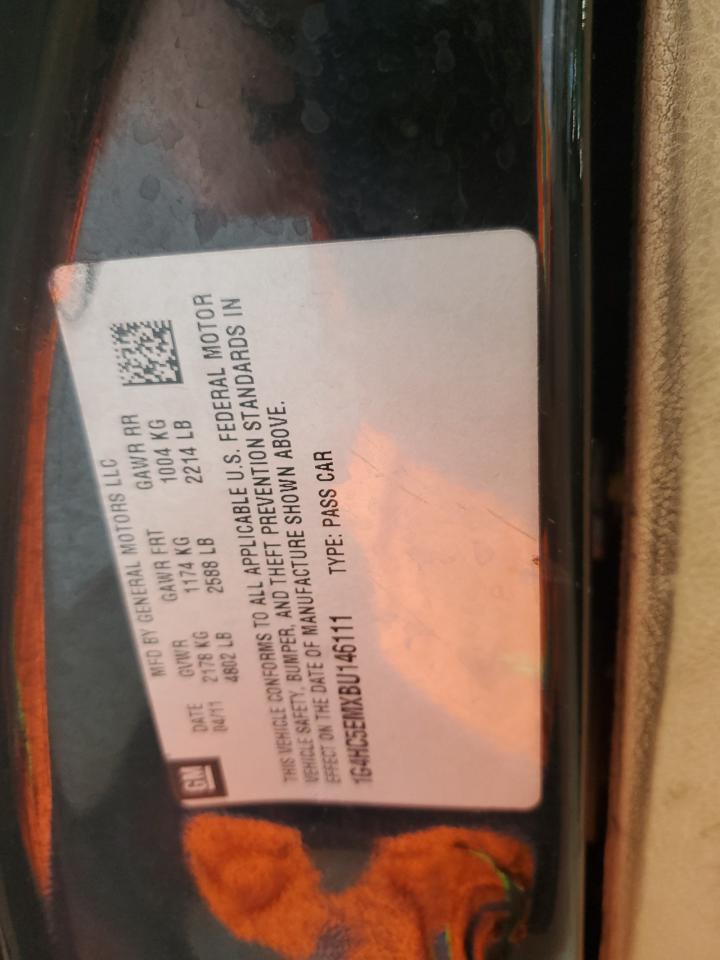 GM
MFD BY GENERAL MOTORS LLC
DATE GVWR GAWR FRT GAWR RR
04/11 2178 KG 1174 KG 1004 KG
4802 LB 2588 LB 2214 LB
THIS VEHICLE CONFORMS TO ALL APPLICABLE U.S. FEDERAL MOTOR
VEHICLE SAFETY, BUMPER, AND THEFT PREVENTION STANDARDS IN
EFFECT ON THE DATE OF MANUFACTURE SHOWN ABOVE.
1G4HC5EMXBU146111 TYPE: PASS CAR